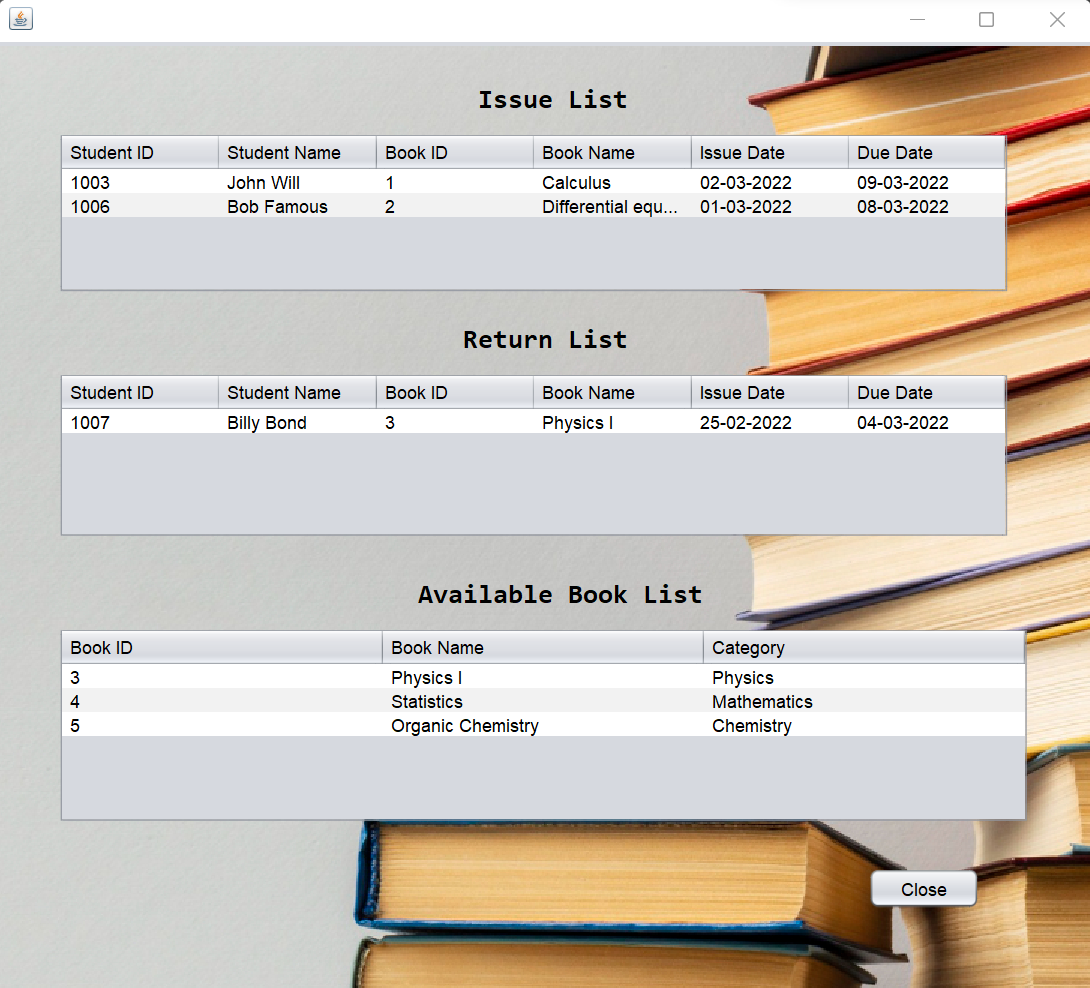 Issue List
Student ID Student Name Book ID Book Name Issue Date Due Date
1003 John Will 1 Calculus 02-03-2022 09-03-2022
1006 Bob Famous 2 Differential equ... 01-03-2022 08-03-2022
Return List
Student ID Student Name Book ID Book Name Issue Date Due Date
1007 Billy Bond 3 Physics I 25-02-2022 04-03-2022
Available Book List
Book ID Book Name Category
3 Physics I Physics
4 Statistics Mathematics
5 Organic Chemistry Chemistry
Close